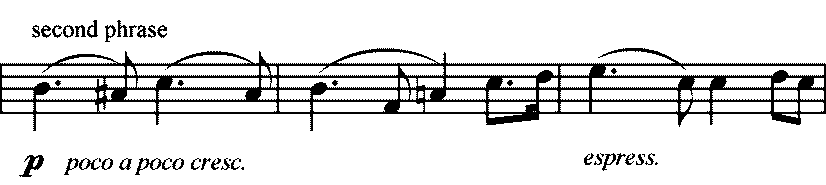 second phrase
p poco a poco cresc.
espress.